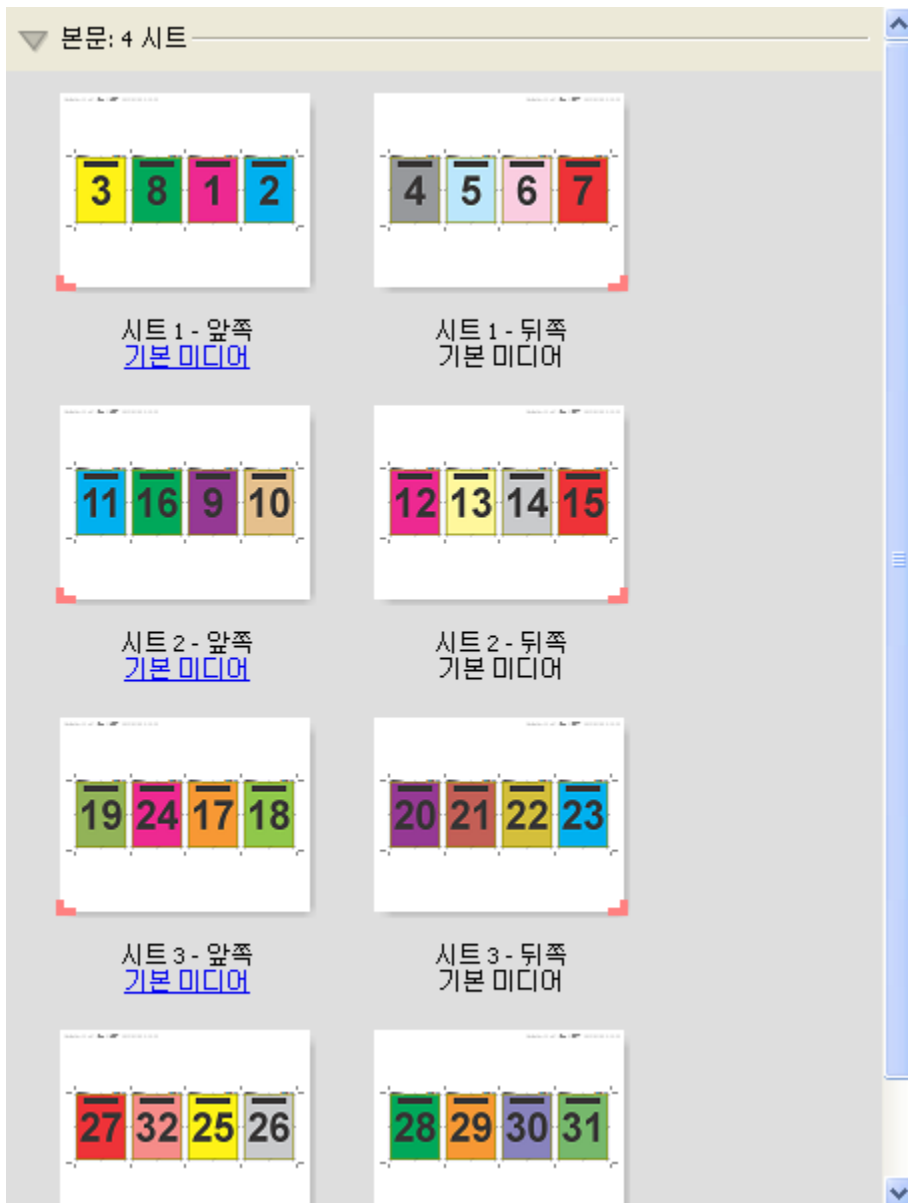 본문: 4 시트
3 8 1 2
4 5 6 7
시트 1 - 앞쪽
기본 미디어
시트 1 - 뒤쪽
기본 미디어
11 16 9 10
12 13 14 15
시트 2 - 앞쪽
기본 미디어
시트 2 - 뒤쪽
기본 미디어
19 24 17 18
20 21 22 23
시트 3 - 앞쪽
기본 미디어
시트 3 - 뒤쪽
기본 미디어
27 32 25 26
28 29 30 31